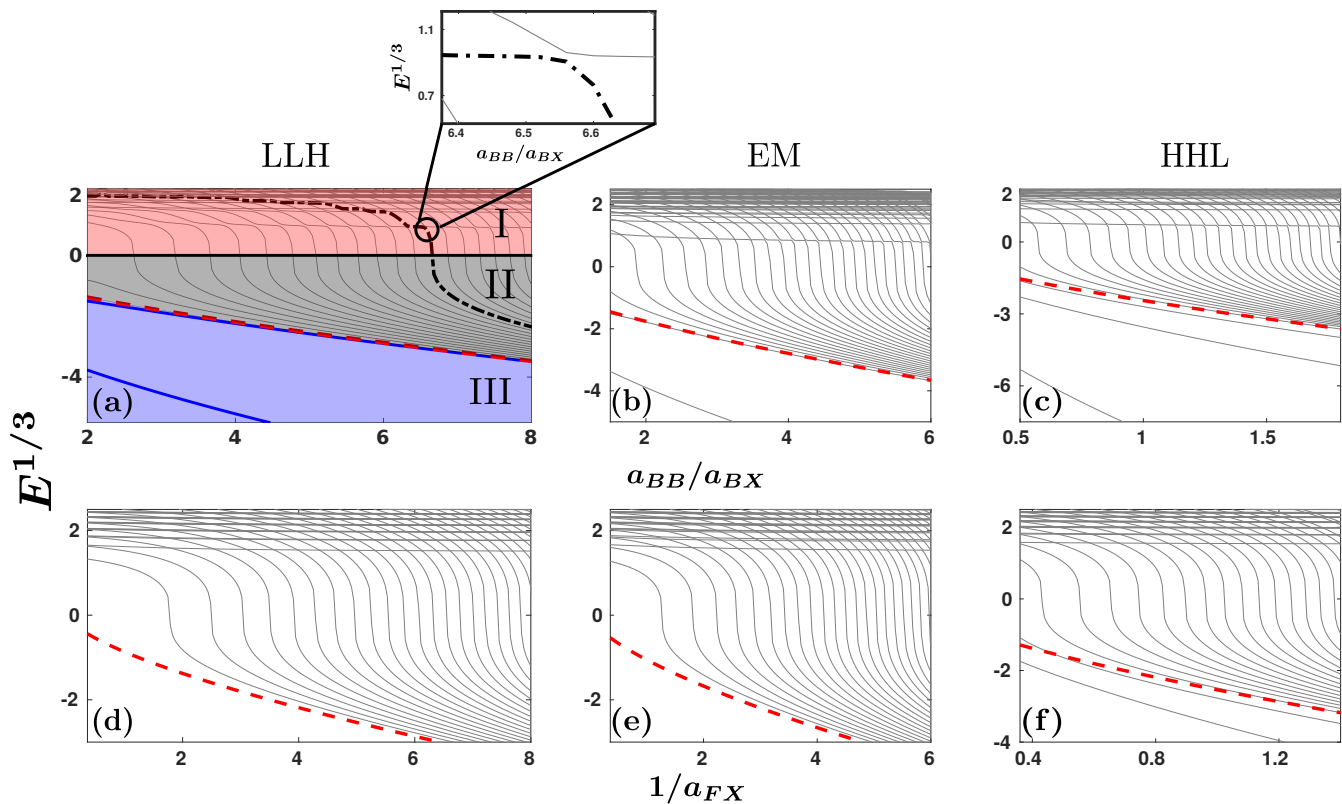 1.1
0.7
E^{1/3}
6.4 6.5 6.6
a_{BB}/a_{BX}
LLH EM HHL
2
0
-4
I
II
III
(a)
2 4 6 8
2
0
-2
-4
(b)
2 4 6
2
0
-3
-6
(c)
0.5 1 1.5
a_{BB}/a_{BX}
E^{1/3}
2
0
-2
(d)
2 4 6 8
2
0
-2
(e)
2 4 6
2
0
-2
-4
(f)
0.4 0.8 1.2
1/a_{FX}